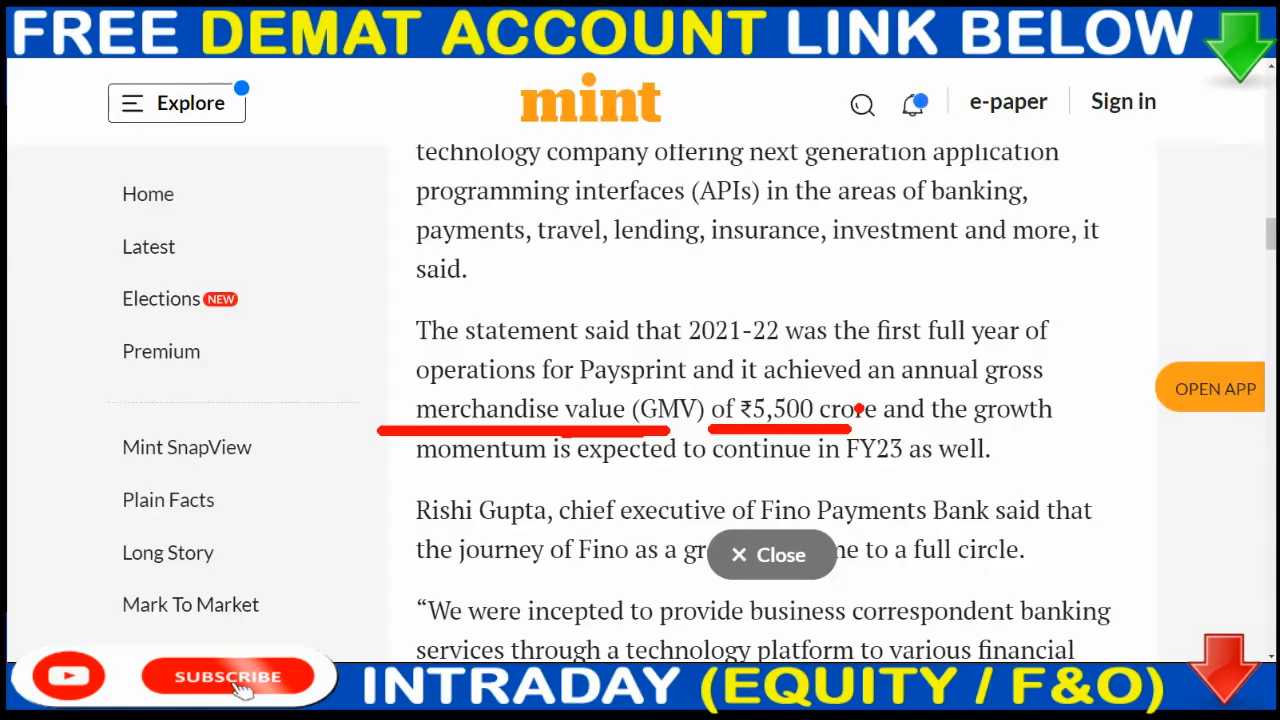 FREE DEMAT ACCOUNT LINK BELOW
Explore
mint
e-paper
Sign in
Home
Latest
Elections NEW
Premium
Mint SnapView
Plain Facts
Long Story
Mark To Market
technology company offering next generation application
programming interfaces (APIs) in the areas of banking,
payments, travel, lending, insurance, investment and more, it
said.
The statement said that 2021-22 was the first full year of
operations for Paysprint and it achieved an annual gross
merchandise value (GMV) of ₹5,500 crore and the growth
momentum is expected to continue in FY23 as well.
Rishi Gupta, chief executive of Fino Payments Bank said that
the journey of Fino as a to a full circle.
“We were incepted to provide business correspondent banking
services through a technology platform to various financial
× Close
OPEN APP
SUBSCRIBE
INTRADAY (EQUITY / F&O)